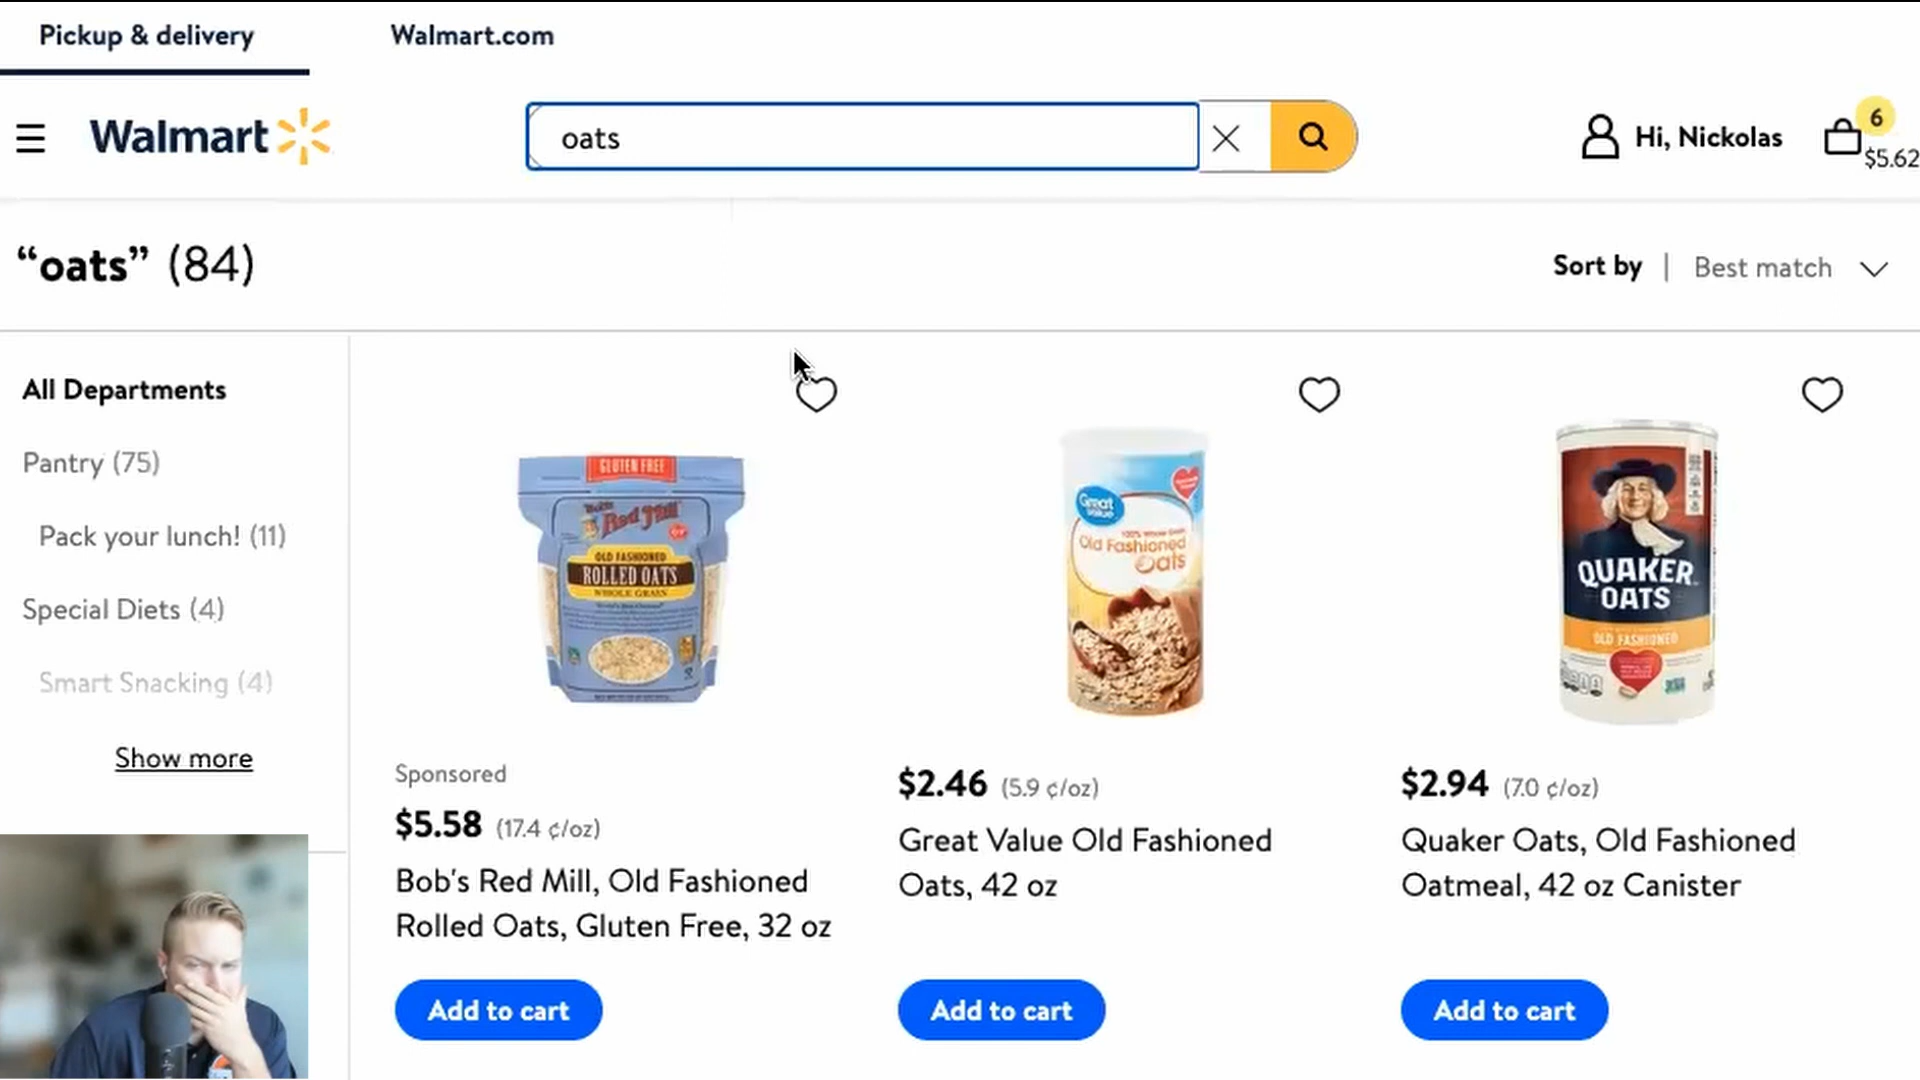 Pickup & delivery
Walmart.com
Walmart
oats
Hi, Nickolas
6
$5.62
“oats” (84)
Sort by | Best match
All Departments
Pantry (75)
Pack your lunch! (11)
Special Diets (4)
Smart Snacking (4)
Show more
GLUTEN FREE
Bob's
Red Mill
OLD FASHIONED
ROLLED OATS
WHOLE GRAIN
Great
Value
100% Whole Grain
Old Fashioned
Oats
QUAKER
OATS
OLD FASHIONED
Sponsored
$5.58 (17.4 ¢/oz)
Bob's Red Mill, Old Fashioned
Rolled Oats, Gluten Free, 32 oz
Add to cart
$2.46 (5.9 ¢/oz)
Great Value Old Fashioned
Oats, 42 oz
Add to cart
$2.94 (7.0 ¢/oz)
Quaker Oats, Old Fashioned
Oatmeal, 42 oz Canister
Add to cart